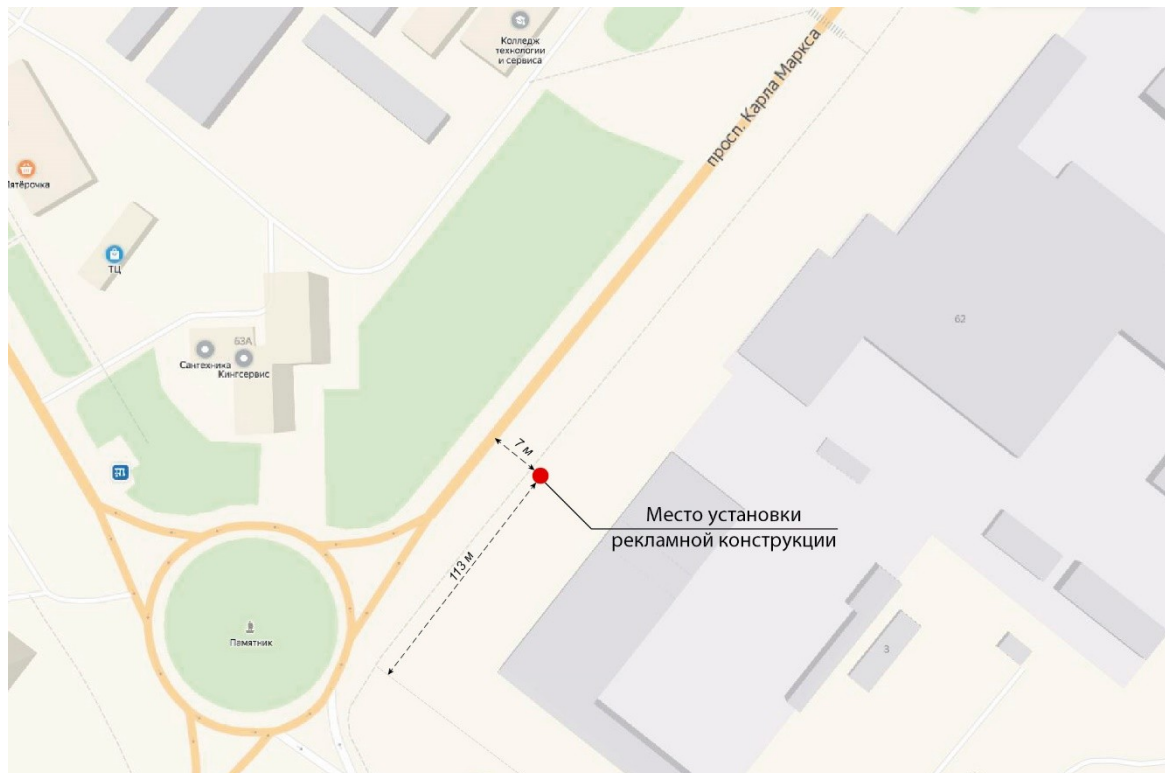 Колледж
технологии
и сервиса
просп. Карла Маркса
ТЦ
62
63А
Сантехника
Кингсервис
7 м
Место установки
рекламной конструкции
113 м
Памятник
3